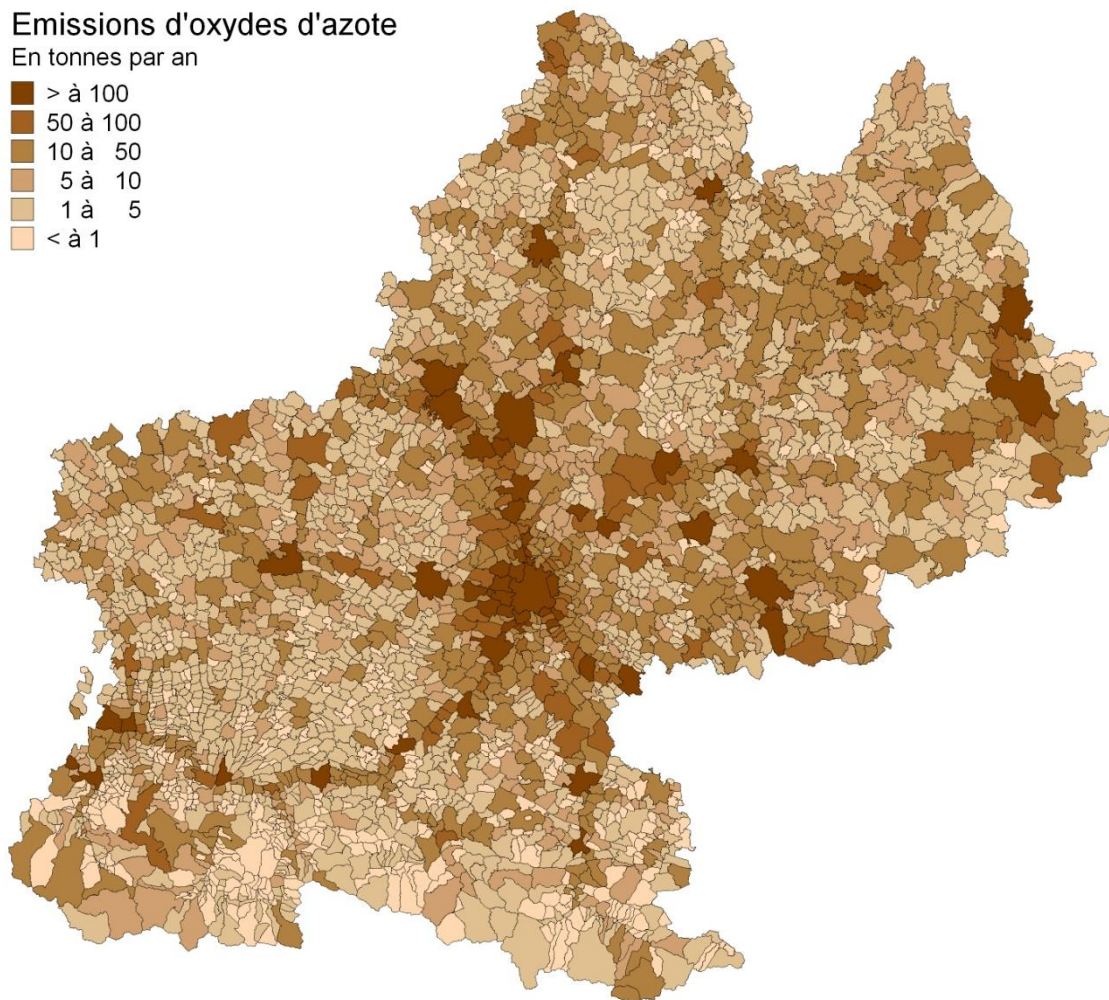 Emissions d'oxydes d'azote
En tonnes par an
> à 100
50 à 100
10 à 50
5 à 10
1 à 5
< à 1